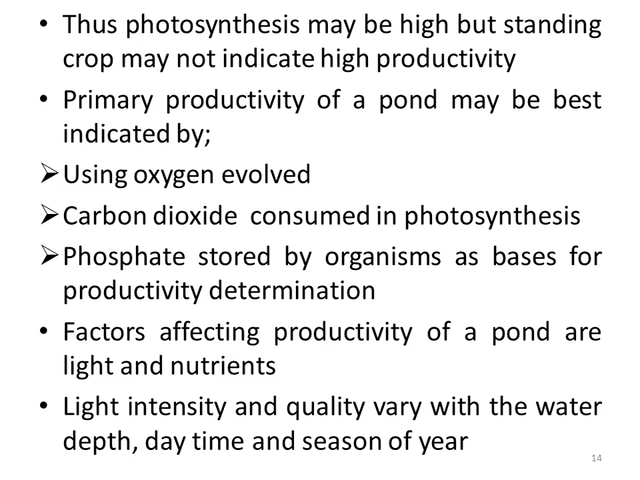 • Thus photosynthesis may be high but standing
crop may not indicate high productivity
• Primary productivity of a pond may be best
indicated by;
➢Using oxygen evolved
➢Carbon dioxide consumed in photosynthesis
➢Phosphate stored by organisms as bases for
productivity determination
• Factors affecting productivity of a pond are
light and nutrients
• Light intensity and quality vary with the water
depth, day time and season of year
14